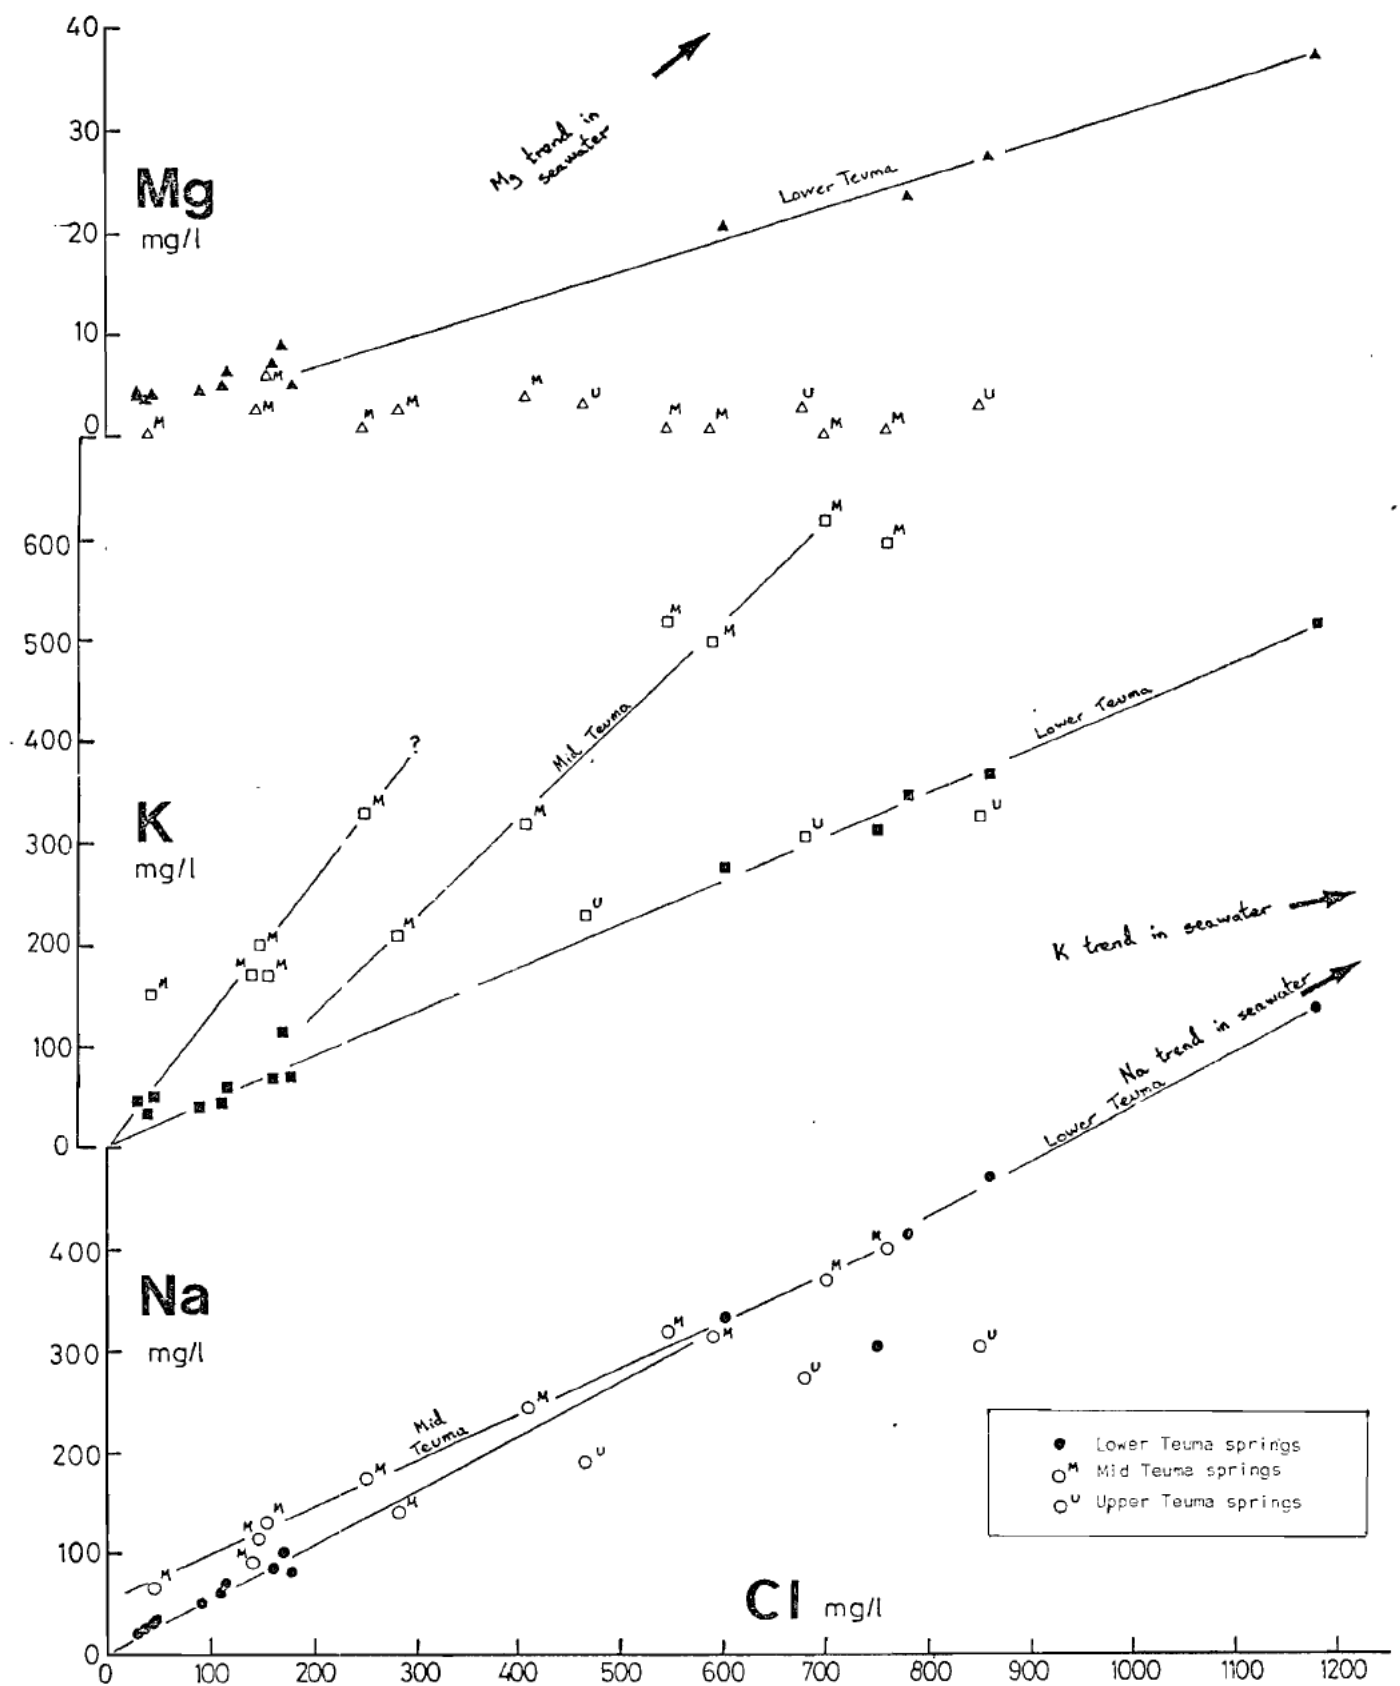 40
30
20
10
0
Mg
mg/l
Mg trend in
seawater
Lower Teuma
M
M
M
M
M
M
U
M
M
U
M
M
U
600
500
400
300
200
100
0
K
mg/l
?
Mid Teuma
Lower Teuma
K trend in seawater
M
M
M
M
M
M
M
M
M
M
M
U
U
U
400
300
200
100
0
Na
mg/l
Na trend in seawater
Lower Teuma
Mid
Teuma
M
M
M
M
M
M
M
M
M
M
M
U
U
U
Lower Teuma springs
M Mid Teuma springs
U Upper Teuma springs
Cl mg/l
0 100 200 300 400 500 600 700 800 900 1000 1100 1200